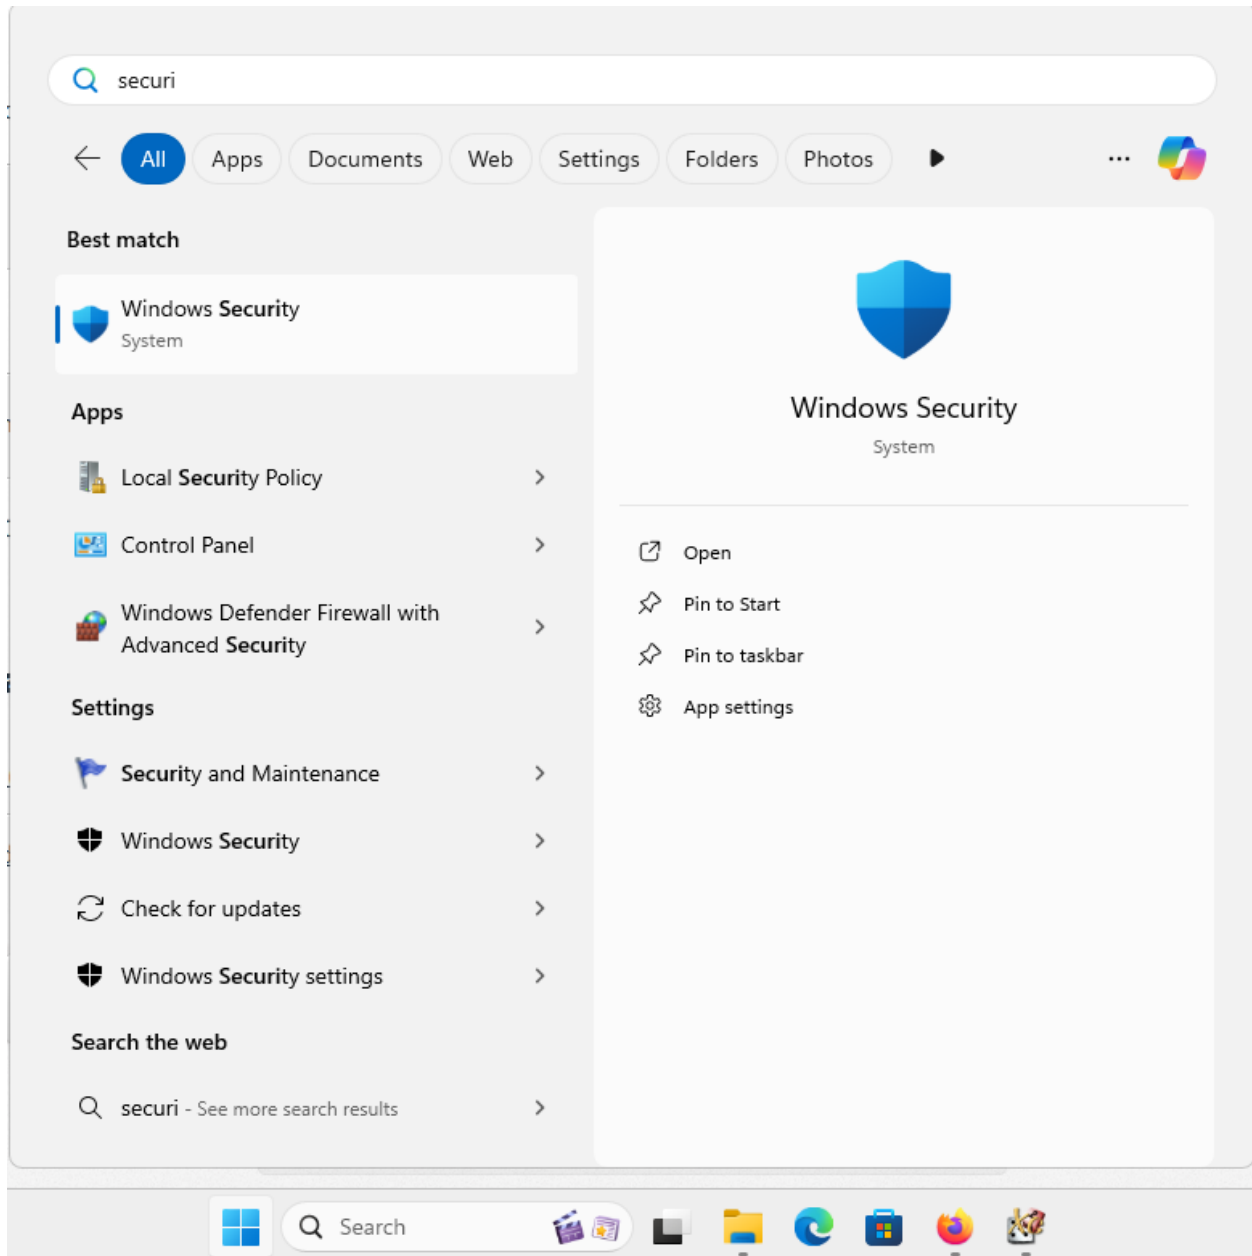 securi
All
Apps
Documents
Web
Settings
Folders
Photos
Best match
Windows Security
System
Apps
Local Security Policy
Control Panel
Windows Defender Firewall with
Advanced Security
Settings
Security and Maintenance
Windows Security
Check for updates
Windows Security settings
Search the web
securi - See more search results
Windows Security
System
Open
Pin to Start
Pin to taskbar
App settings
Search